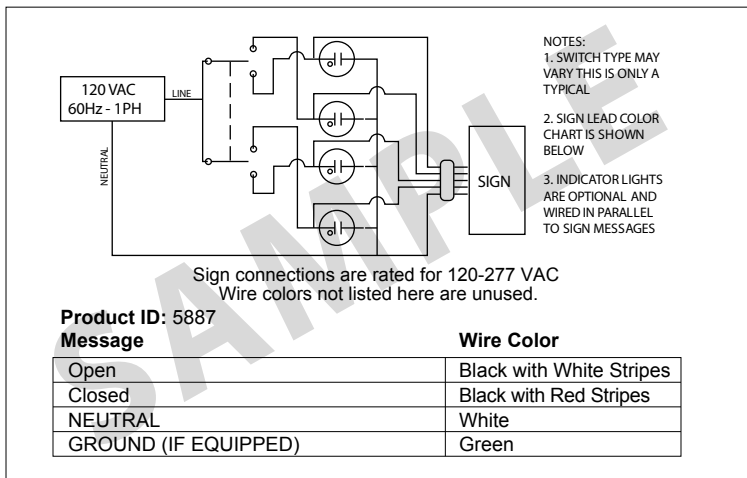 NOTES:
1. SWITCH TYPE MAY
VARY THIS IS ONLY A
TYPICAL
2. SIGN LEAD COLOR
CHART IS SHOWN
BELOW
3. INDICATOR LIGHTS
ARE OPTIONAL AND
WIRED IN PARALLEL
TO SIGN MESSAGES
120 VAC
60Hz - 1PH
LINE
NEUTRAL
SIGN
SAMPLE
Sign connections are rated for 120-277 VAC
Wire colors not listed here are unused.
Product ID: 5887
Message Wire Color
Open Black with White Stripes
Closed Black with Red Stripes
NEUTRAL White
GROUND (IF EQUIPPED) Green